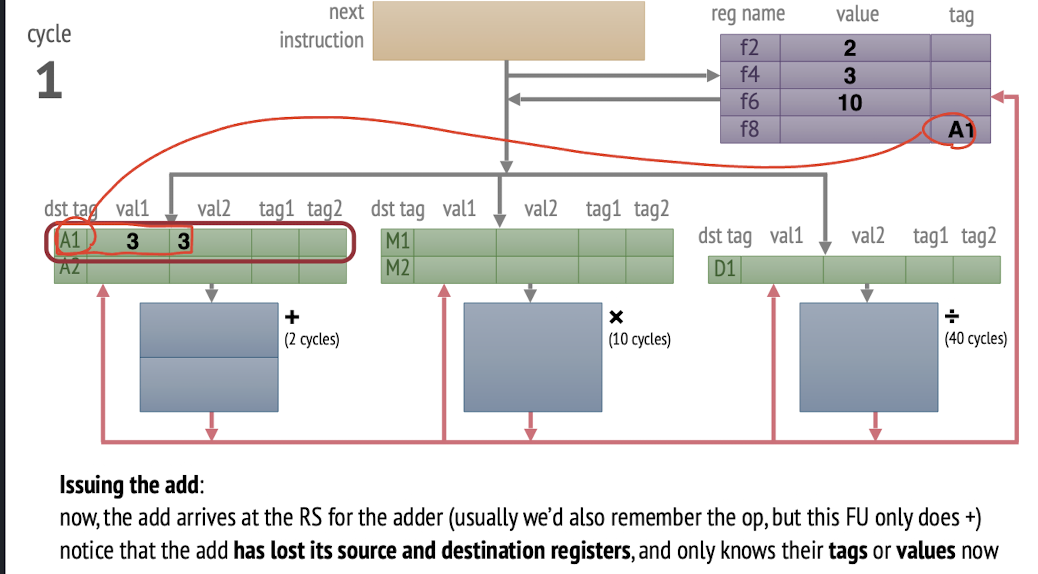 cycle
1
next
instruction
reg name value tag
f2 2
f4 3
f6 10
f8 A1
dst tag val1 val2 tag1 tag2
A1 3 3
A2
dst tag val1 val2 tag1 tag2
M1
M2
dst tag val1 val2 tag1 tag2
D1
+
(2 cycles)
×
(10 cycles)
÷
(40 cycles)
Issuing the add:
now, the add arrives at the RS for the adder (usually we'd also remember the op, but this FU only does +)
notice that the add has lost its source and destination registers, and only knows their tags or values now